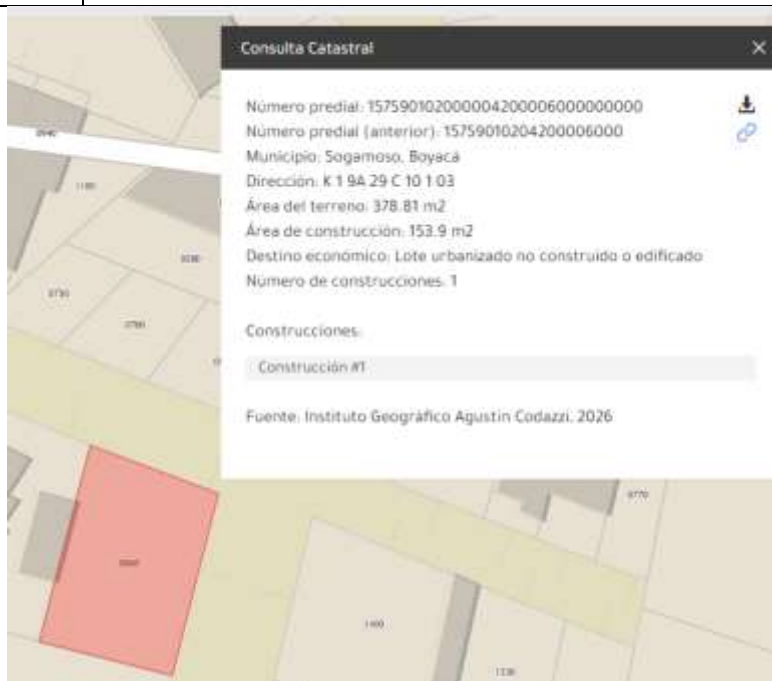 Consulta Catastral
Número predial: 157590102000004200006000000000
Número predial (anterior): 15759010204200006000
Municipio: Sogamoso, Boyacá
Dirección: K 1 9A 29 C 10 1 03
Área del terreno: 378.81 m2
Área de construcción: 153.9 m2
Destino económico: Lote urbanizado no construido o edificado
Número de construcciones: 1
Construcciones:
Construcción #1
Fuente: Instituto Geográfico Agustín Codazzi, 2026
0770